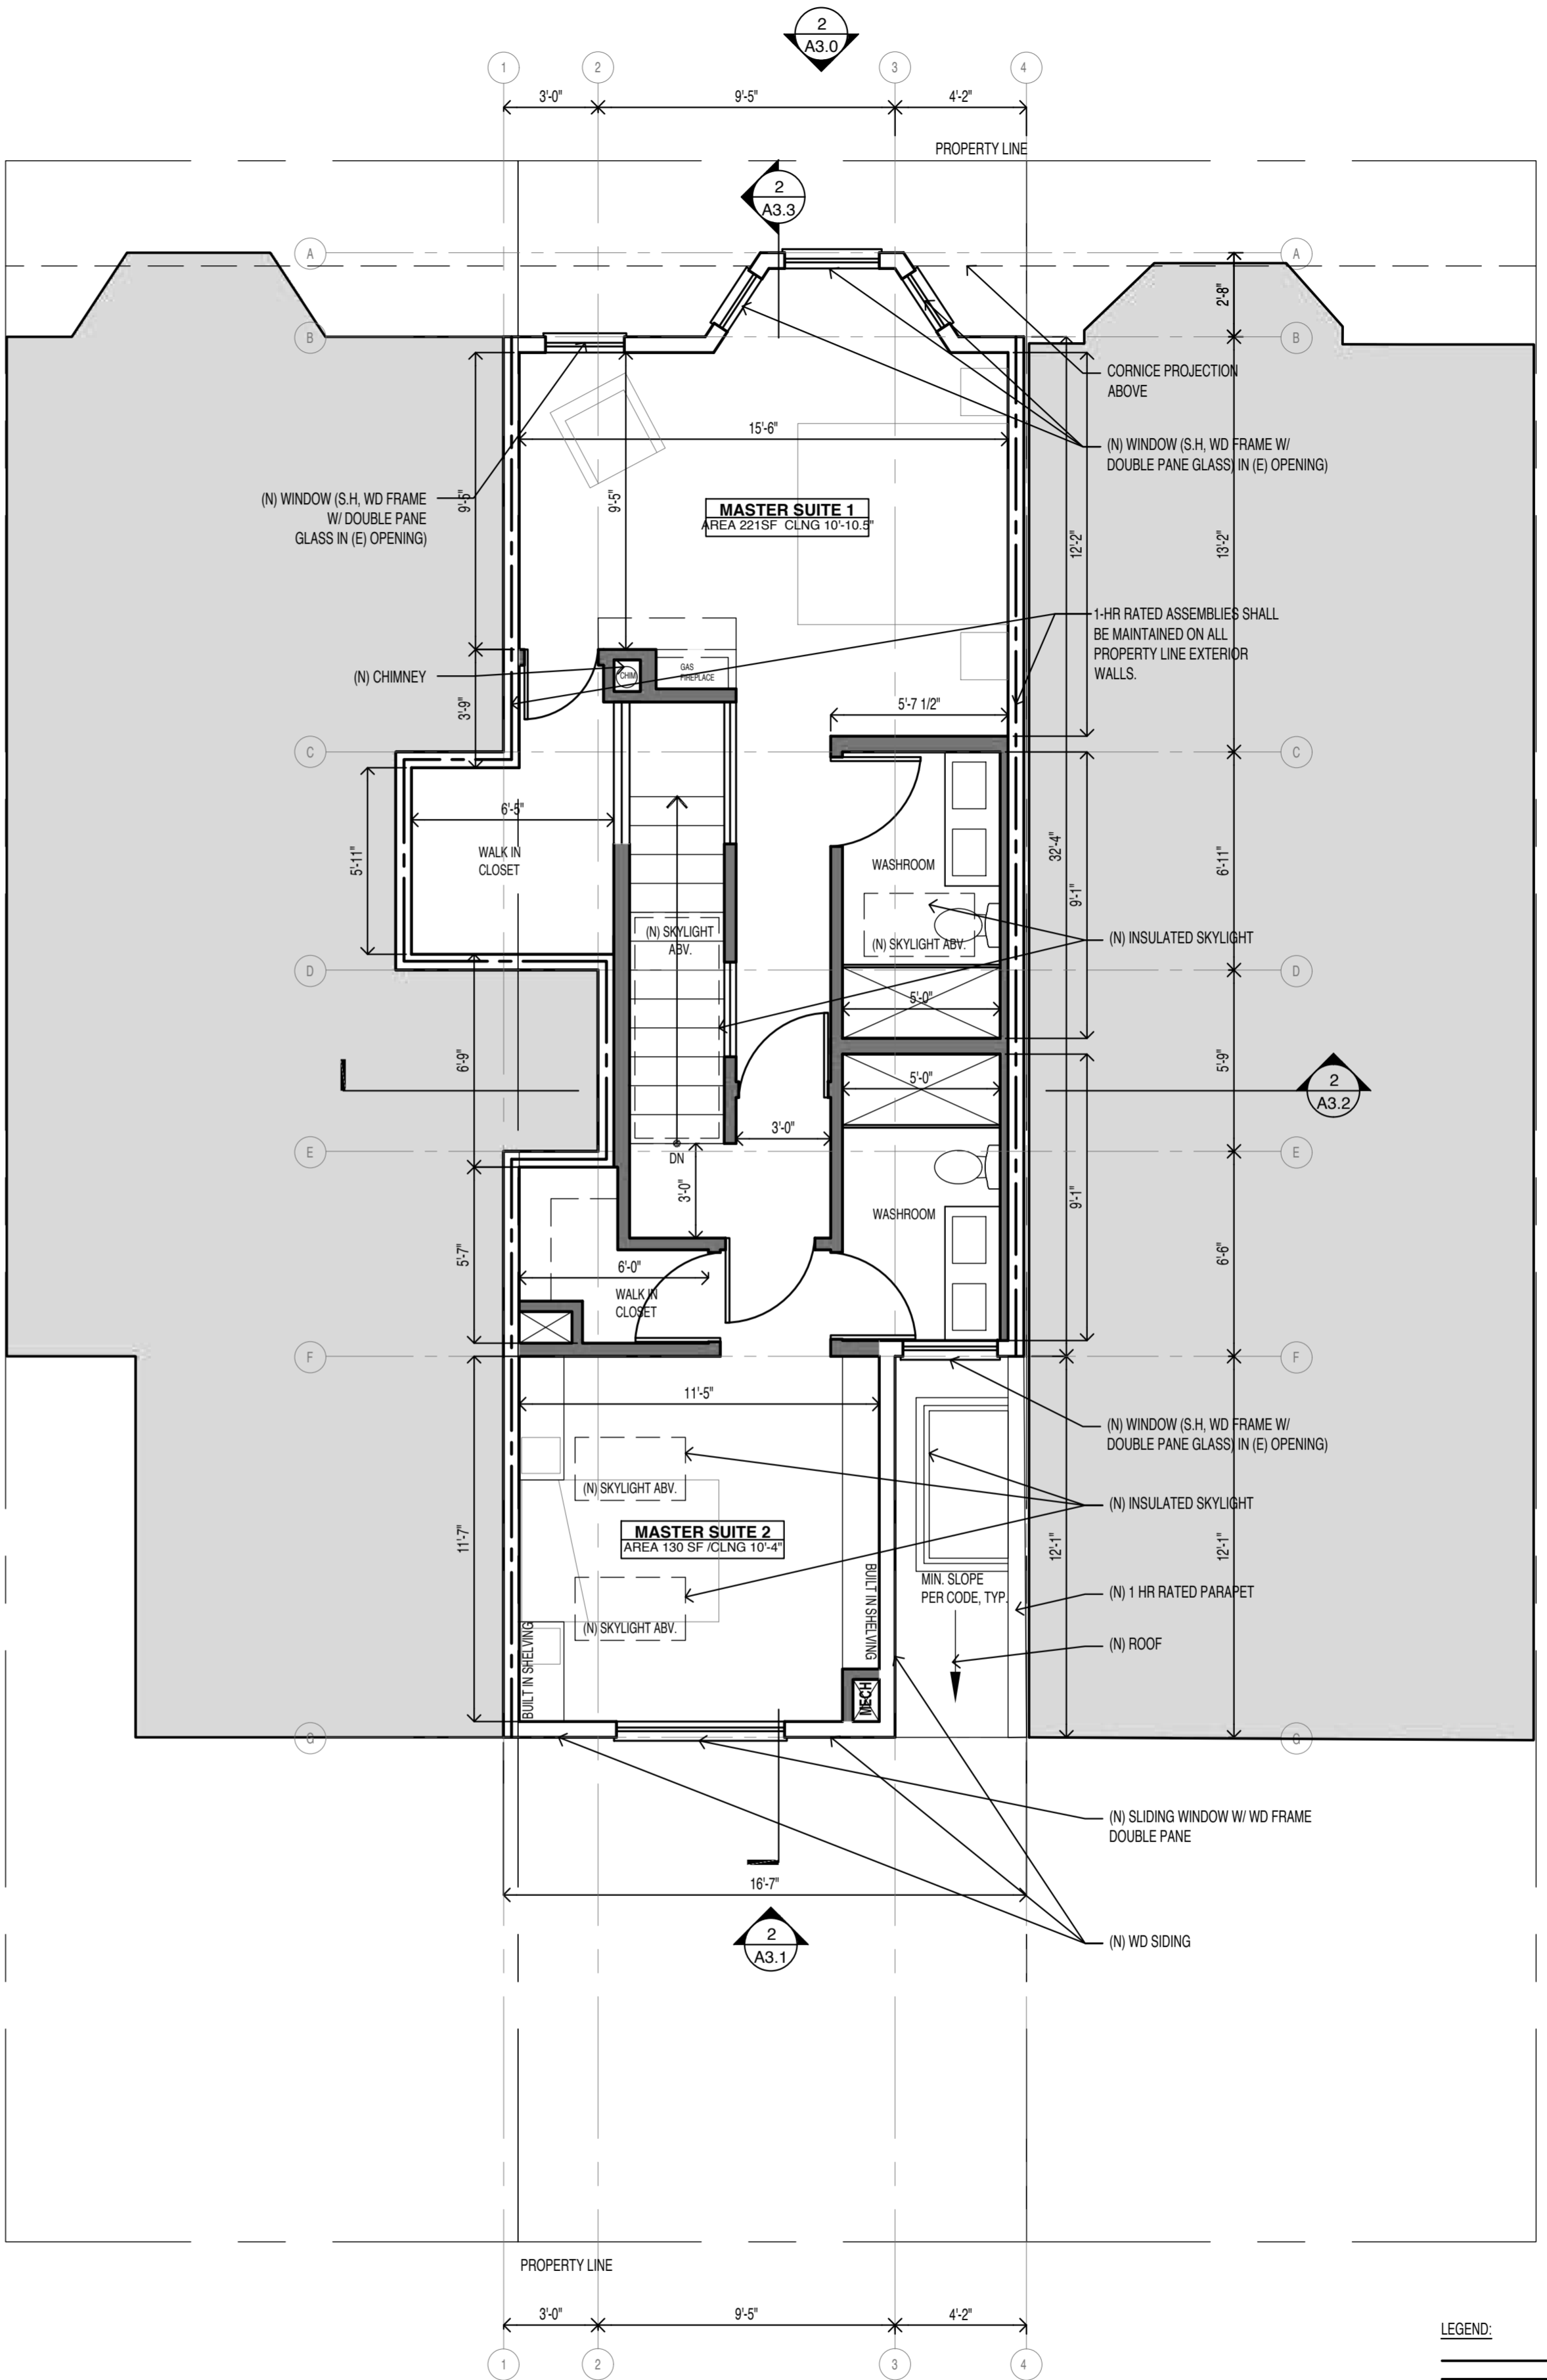 2
A3.0
1
2
3
4
3'-0"
9'-5"
4'-2"
PROPERTY LINE
2
A3.3
A
A
2'-8"
B
B
CORNICE PROJECTION
ABOVE
15'-6"
(N) WINDOW (S.H, WD FRAME W/
DOUBLE PANE GLASS) IN (E) OPENING)
(N) WINDOW (S.H, WD FRAME
W/ DOUBLE PANE
GLASS IN (E) OPENING)
9'-5"
9'-5"
MASTER SUITE 1
AREA 221SF CLNG 10'-10.5"
12'-2"
13'-2"
1-HR RATED ASSEMBLIES SHALL
BE MAINTAINED ON ALL
PROPERTY LINE EXTERIOR
WALLS.
(N) CHIMNEY
CHIM
GAS
FIREPLACE
3'-9"
5'-7 1/2"
C
C
6'-5"
5'-11"
WALK IN
CLOSET
WASHROOM
32'-4"
6'-11"
9'-1"
(N) SKYLIGHT
ABV.
(N) SKYLIGHT ABV.
(N) INSULATED SKYLIGHT
D
D
5'-0"
6'-9"
5'-9"
5'-0"
2
A3.2
3'-0"
E
E
DN
3'-0"
9'-1"
WASHROOM
5'-7"
6'-6"
6'-0"
WALK IN
CLOSET
F
F
11'-5"
(N) WINDOW (S.H, WD FRAME W/
DOUBLE PANE GLASS) IN (E) OPENING)
(N) SKYLIGHT ABV.
(N) INSULATED SKYLIGHT
MASTER SUITE 2
AREA 130 SF /CLNG 10'-4"
11'-7"
12'-1"
12'-1"
BUILT IN SHELVING
MIN. SLOPE
PER CODE, TYP.
(N) 1 HR RATED PARAPET
(N) SKYLIGHT ABV.
(N) ROOF
BUILT IN SHELVING
MECH
G
G
(N) SLIDING WINDOW W/ WD FRAME
DOUBLE PANE
16'-7"
2
A3.1
(N) WD SIDING
PROPERTY LINE
3'-0"
9'-5"
4'-2"
LEGEND:
1
2
3
4